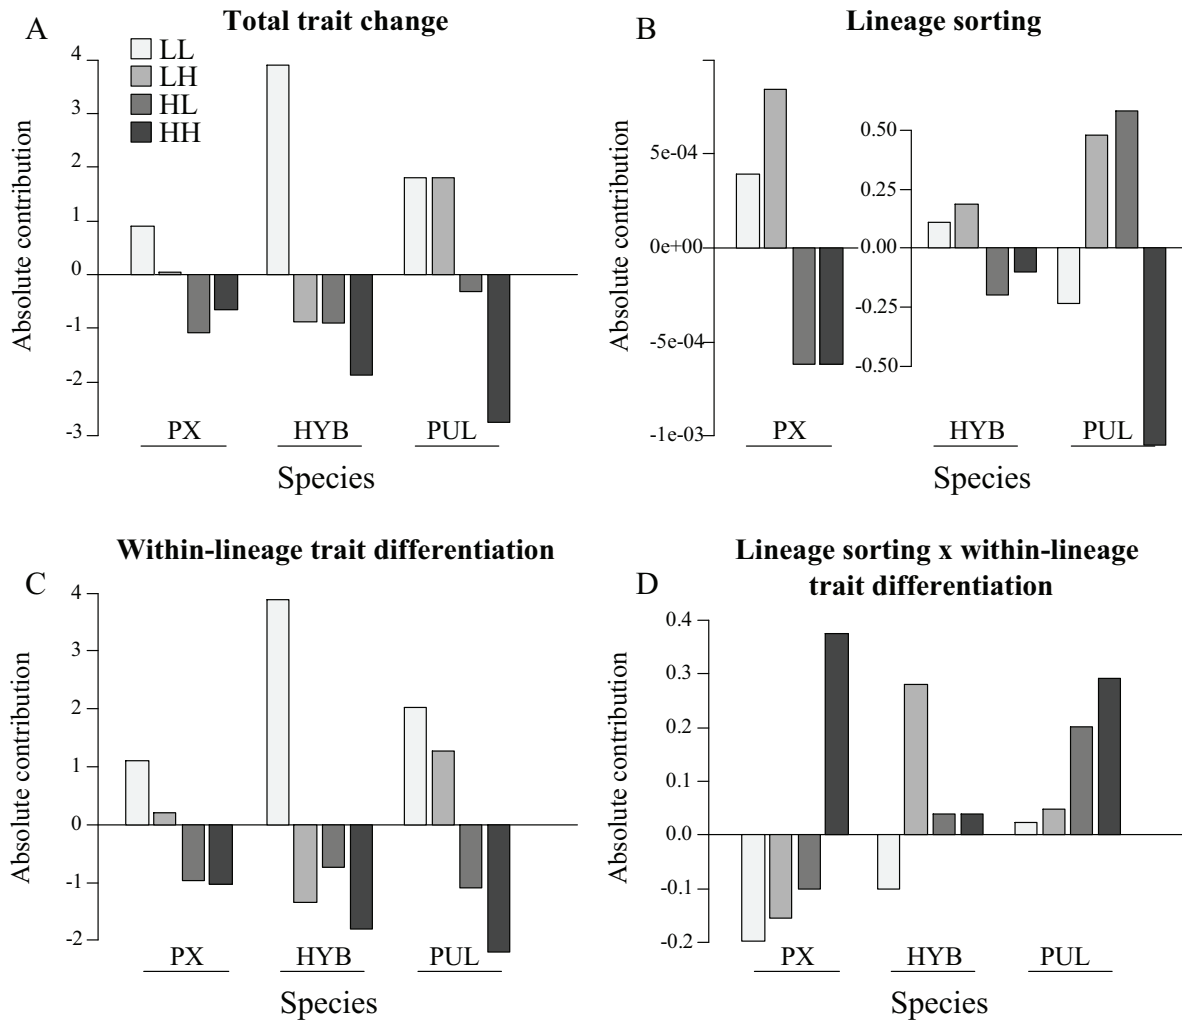 A
Total trait change
LL
LH
HL
HH
4
3
2
1
0
-1
-2
-3
Absolute contribution
PX
HYB
PUL
Species
B
Lineage sorting
5e-04
0e+00
-5e-04
-1e-03
Absolute contribution
0.50
0.25
0.00
-0.25
-0.50
PX
HYB
PUL
Species
C
Within-lineage trait differentiation
4
3
2
1
0
-1
-2
Absolute contribution
PX
HYB
PUL
Species
D
Lineage sorting x within-lineage
trait differentiation
0.4
0.3
0.2
0.1
0.0
-0.1
-0.2
Absolute contribution
PX
HYB
PUL
Species